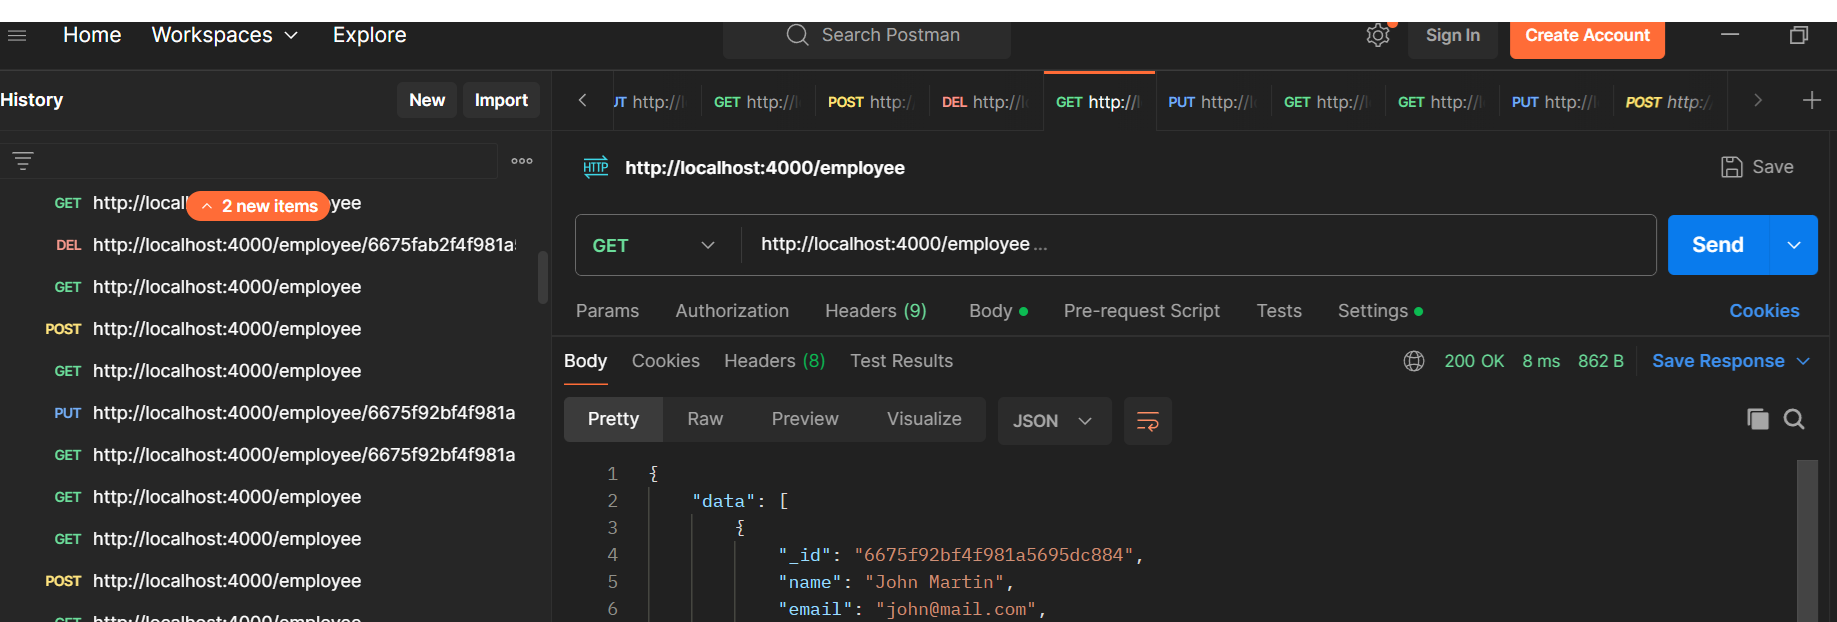 Home Workspaces Explore Search Postman Sign In Create Account
History New Import
UT http://l GET http://l POST http:/ DEL http://l GET http://l PUT http://l GET http://l GET http://l PUT http://l POST http:/
HTTP http://localhost:4000/employee Save
GET http://local yee
2 new items
DEL http://localhost:4000/employee/6675fab2f4f981a
GET http://localhost:4000/employee
POST http://localhost:4000/employee
GET http://localhost:4000/employee
PUT http://localhost:4000/employee/6675f92bf4f981a
GET http://localhost:4000/employee/6675f92bf4f981a
GET http://localhost:4000/employee
GET http://localhost:4000/employee
POST http://localhost:4000/employee
GET http://localhost:4000/employee
GET http://localhost:4000/employee ... Send
Params Authorization Headers (9) Body Pre-request Script Tests Settings Cookies
Body Cookies Headers (8) Test Results 200 OK 8 ms 862 B Save Response
Pretty Raw Preview Visualize JSON
1 {
2 "data": [
3 {
4 "_id": "6675f92bf4f981a5695dc884",
5 "name": "John Martin",
6 "email": "john@mail.com",